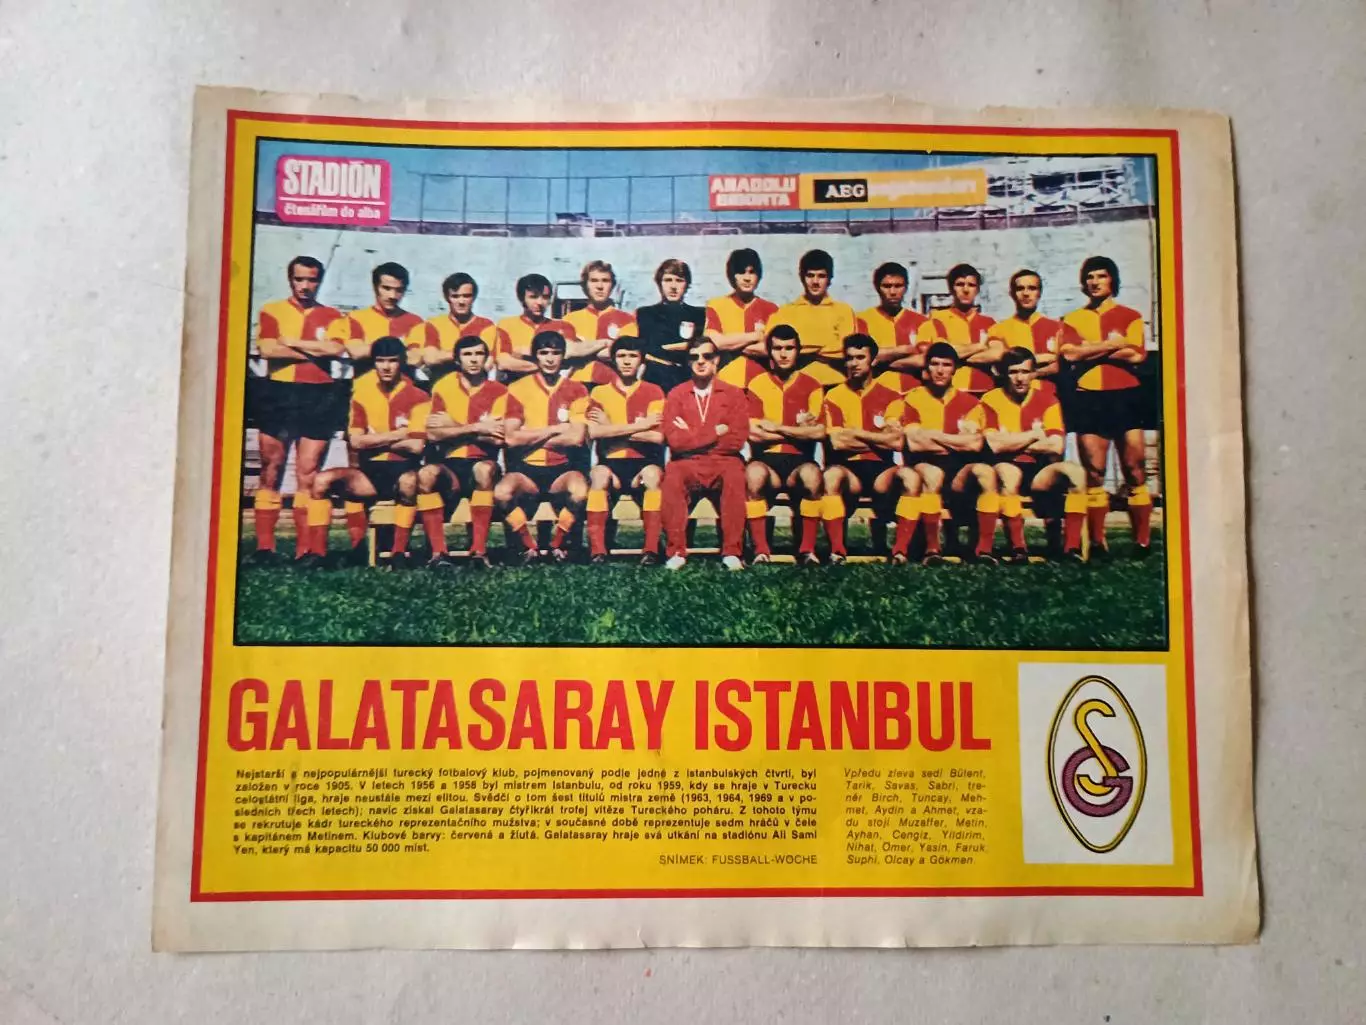 STADIÓN
čtenářům do alba
ANADOLU
SIGORTA
AEG
GALATASARAY ISTANBUL
Nejstarší a nejpopulárnější turecký fotbalový klub, pojmenovaný podle jedné z istanbulských čtvrtí, byl
založen v roce 1905. V letech 1956 a 1958 byl mistrem Istanbulu, od roku 1959, kdy se hraje v Turecku
celostátní liga, hraje neustále mezi elitou. Svědčí o tom šest titulů mistra země (1963, 1964, 1969 a v po-
sledních třech letech); navíc získal Galatasaray čtyřikrát trofej vítěze Tureckého poháru. Z tohoto týmu
se rekrutuje kádr tureckého reprezentačního mužstva; v současné době reprezentuje sedm hráčů v čele
s kapitánem Metinem. Klubové barvy: červená a žlutá. Galatasaray hraje svá utkání na stadiónu Ali Sami
Yen, který má kapacitu 50 000 míst.
SNÍMEK: FUSSBALL-WOCHE
Vpředu zleva sedí Bülent,
Tarik, Savas, Sabri, tre-
nér Birch, Tuncay, Meh-
met, Aydin a Ahmet, vza-
du stojí Muzaffer, Metin,
Ayhan, Cengiz, Yildirim,
Nihat, Omer, Yasin, Faruk,
Suphi, Olcay a Gökmen
GS